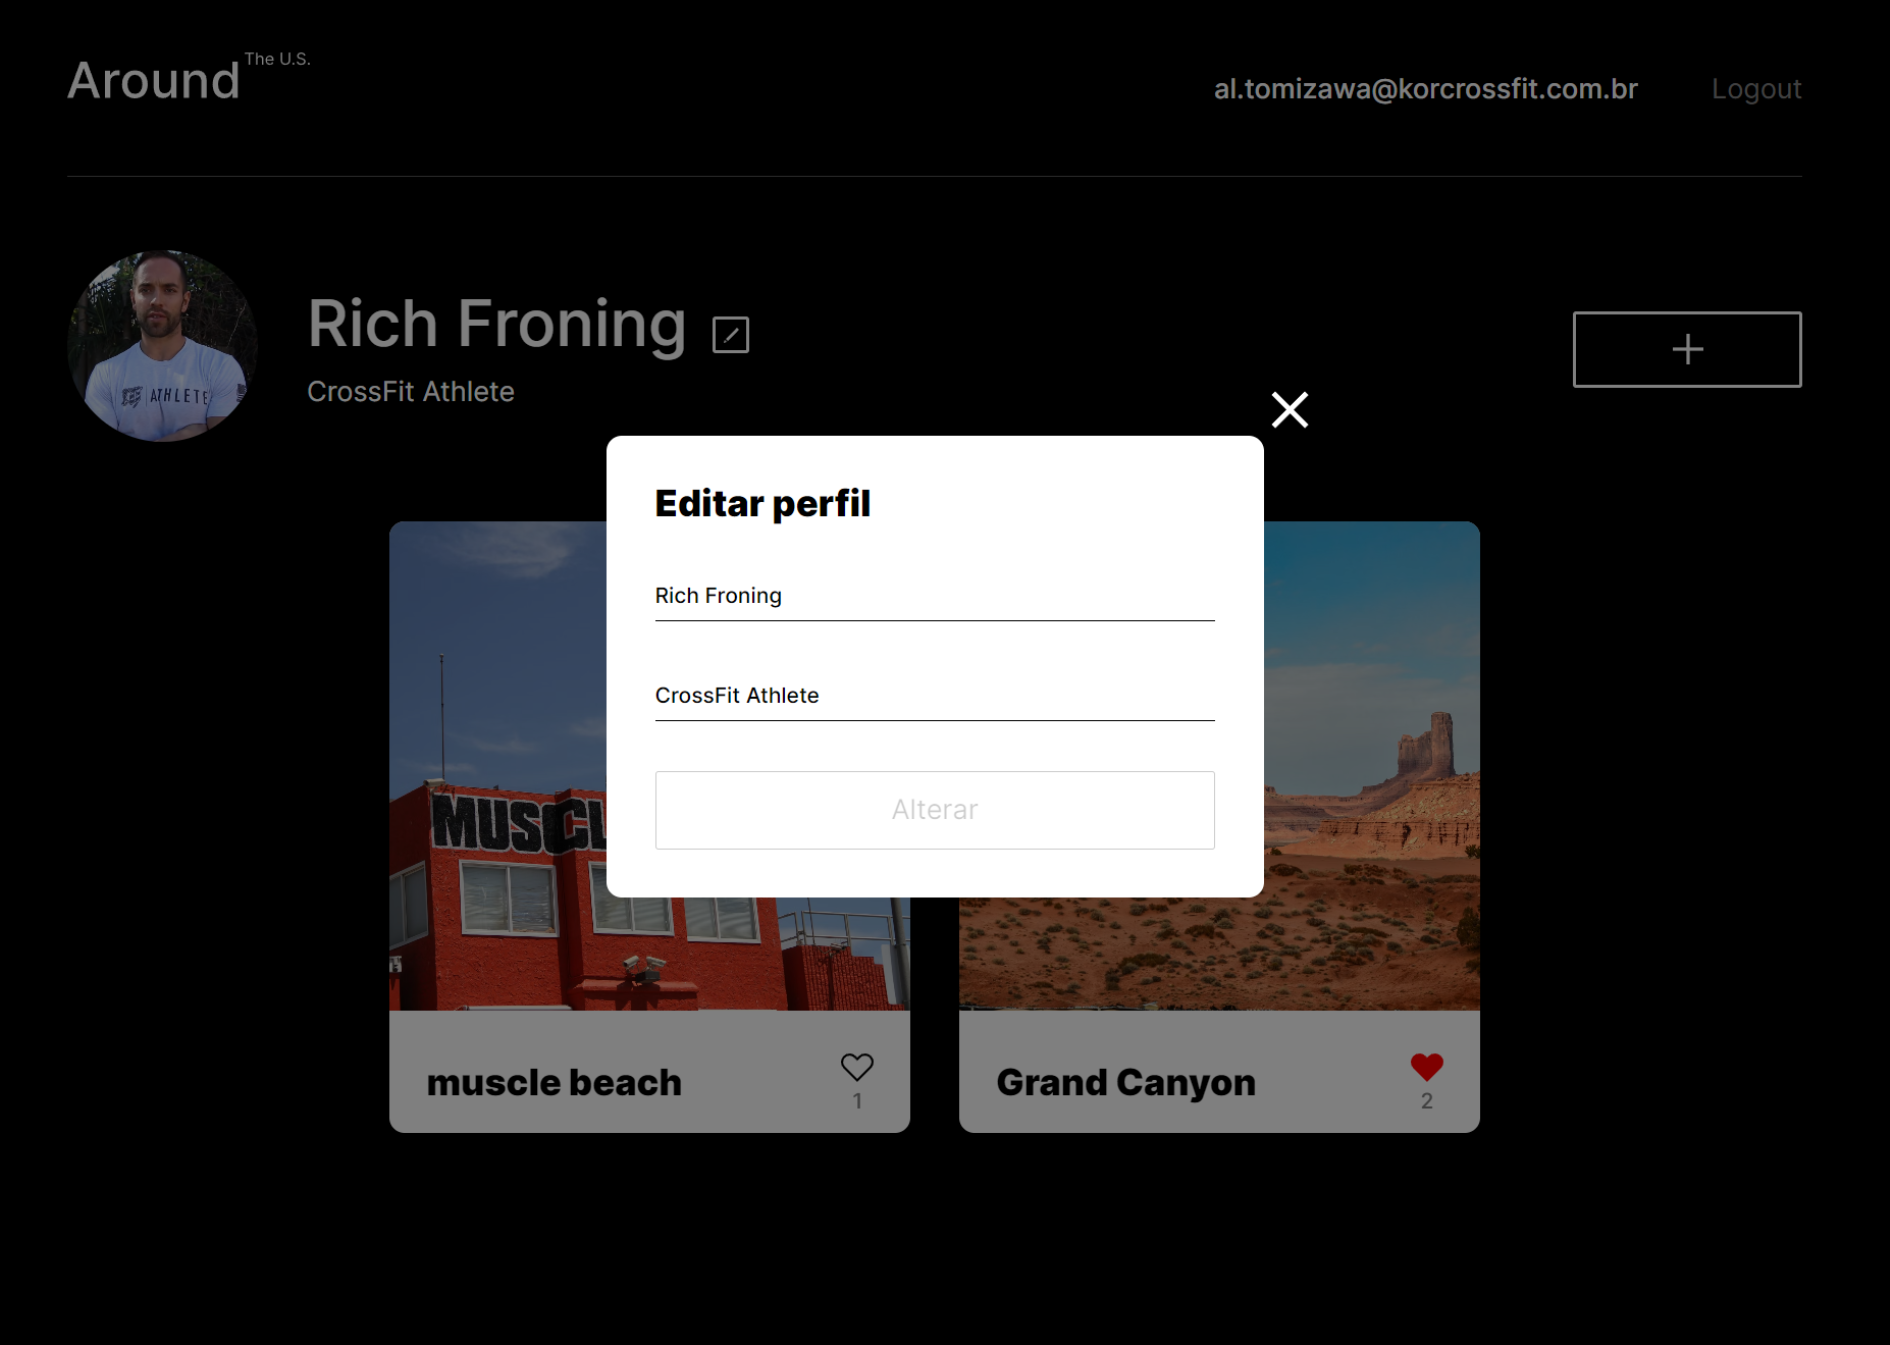 Around The U.S.
al.tomizawa@korcrossfit.com.br
Logout
Rich Froning
CrossFit Athlete
ATHLETE
Editar perfil
Rich Froning
CrossFit Athlete
Alterar
MUSCL
muscle beach
1
Grand Canyon
2